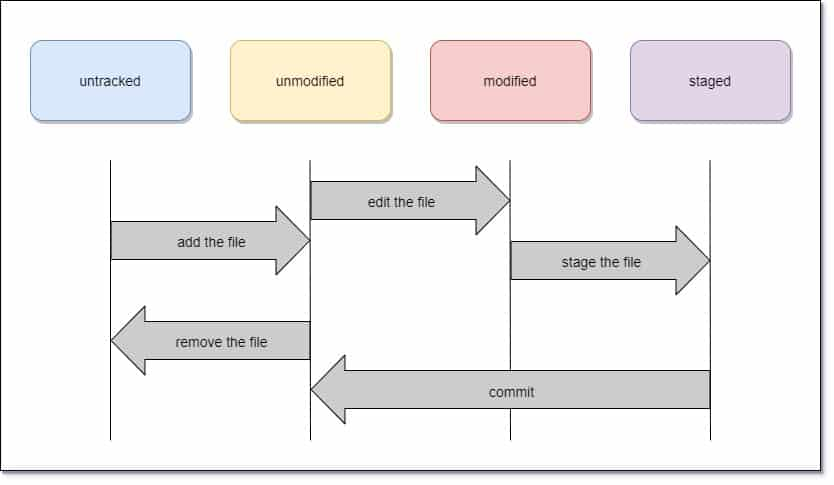 untracked
unmodified
modified
staged
edit the file
add the file
stage the file
remove the file
commit